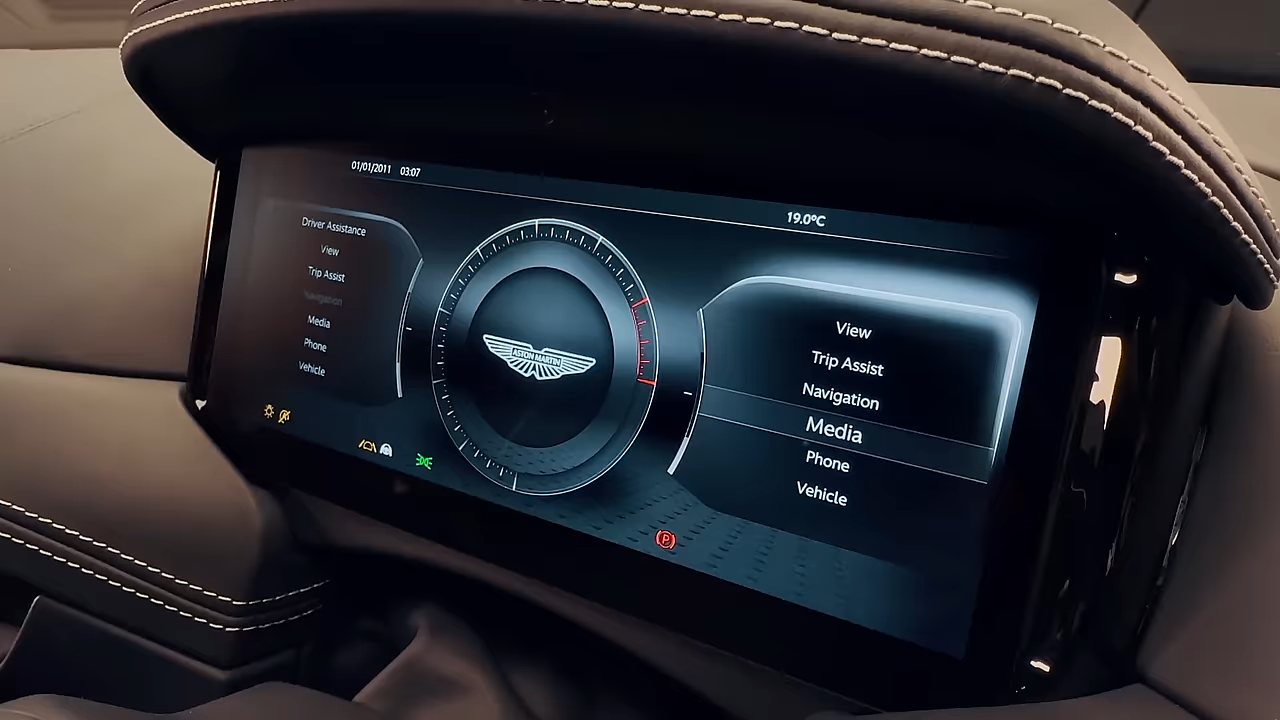 01/01/2011 03:07
19.0°C
Driver Assistance
View
Trip Assist
Navigation
Media
Phone
Vehicle
ASTON MARTIN
View
Trip Assist
Navigation
Media
Phone
Vehicle
P